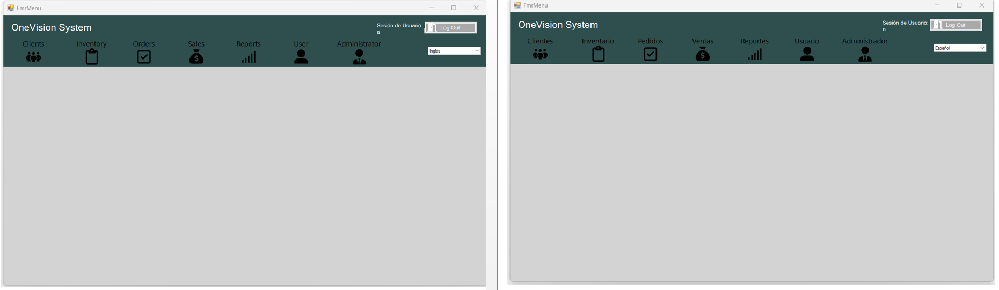 FmrMenu
OneVision System
Sesión de Usuario:
a
Log Out
Clients Inventory Orders Sales Reports User Administrator
Inglés
FmrMenu
OneVision System
Sesión de Usuario:
a
Log Out
Clientes Inventario Pedidos Ventas Reportes Usuario Administrador
Español